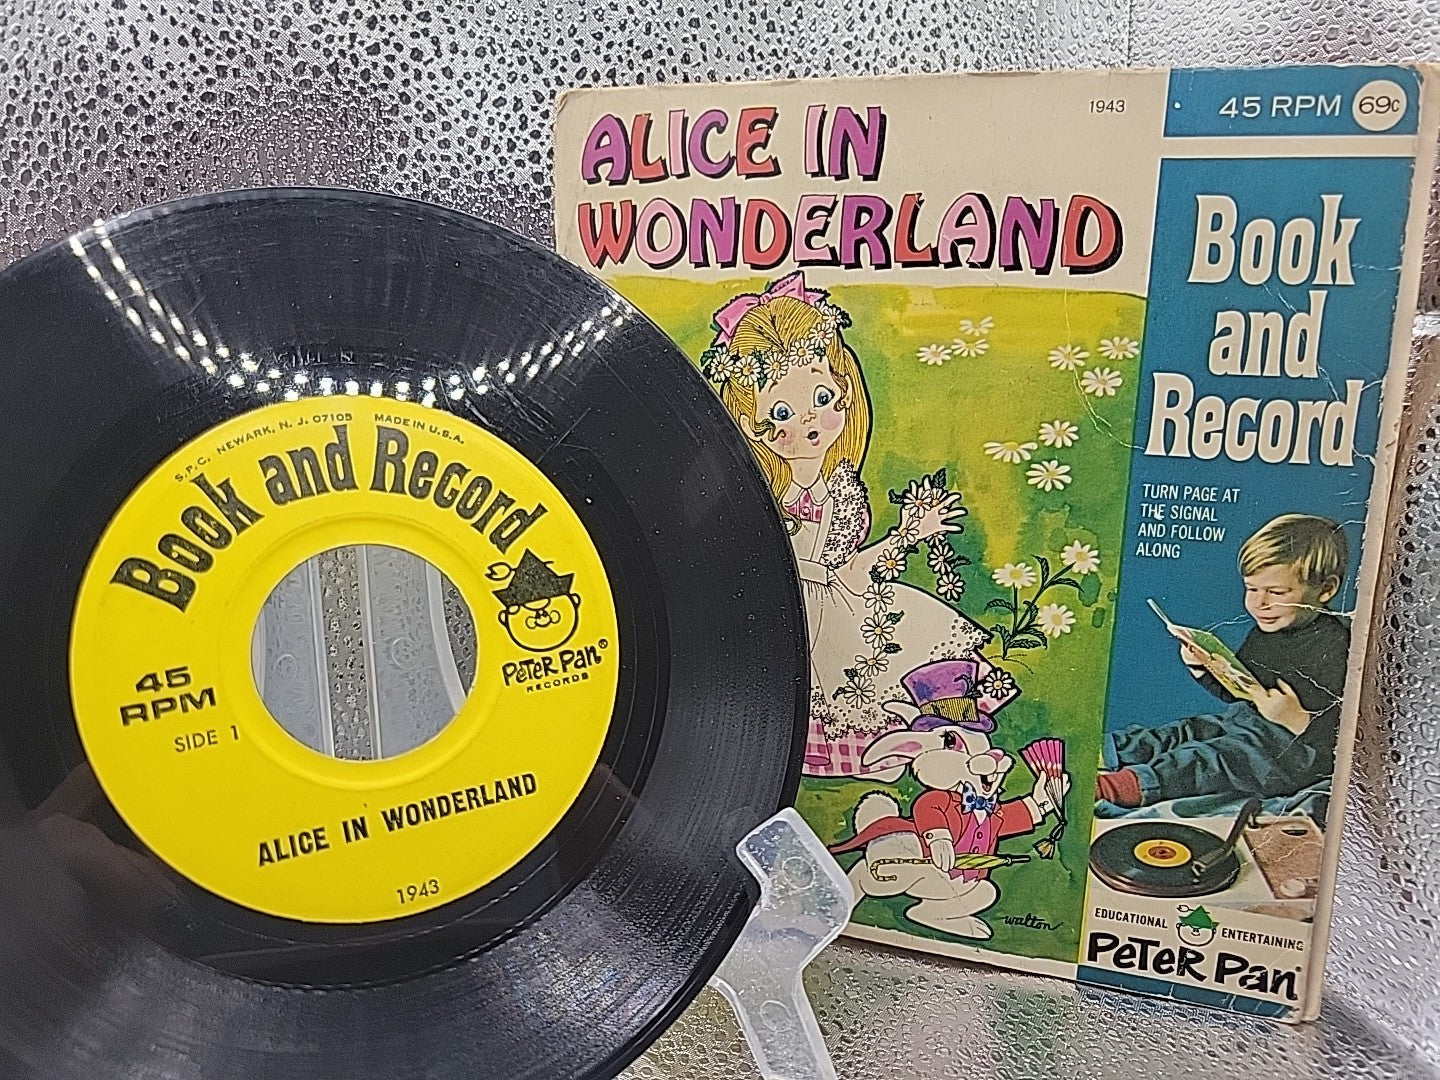 S.P.C. NEWARK, N. J. 07105 MADE IN U.S.A.
Book and Record
PETER PAN®
RECORDS
45
RPM
SIDE 1
ALICE IN WONDERLAND
1943
ALICE IN
WONDERLAND
1943
45 RPM 69¢
Book
and
Record
TURN PAGE AT
THE SIGNAL
AND FOLLOW
ALONG
walton
EDUCATIONAL ENTERTAINING
PETER PAN